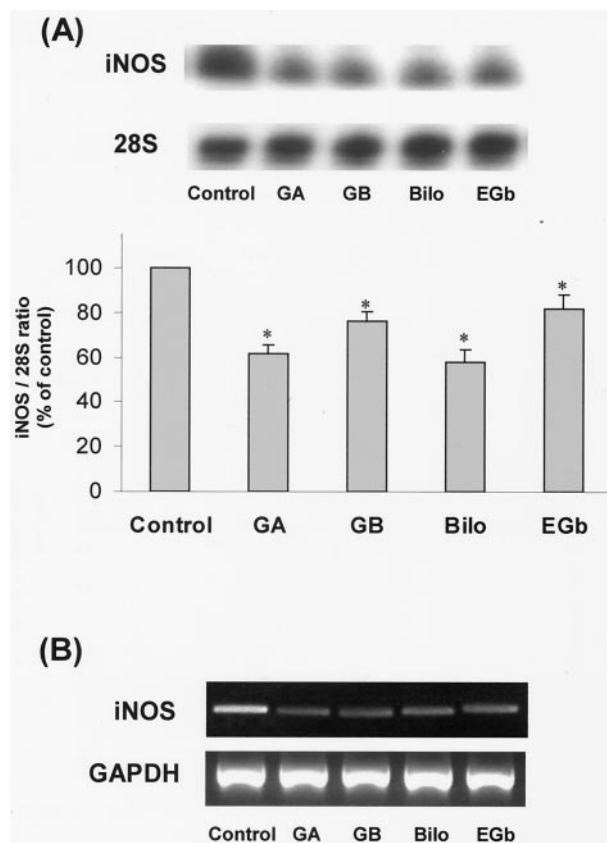 (A)
iNOS
28S
Control GA GB Bilo EGb
100
80
60
40
20
0
iNOS / 28S ratio
(% of control)
* * * *
Control GA GB Bilo EGb
(B)
iNOS
GAPDH
Control GA GB Bilo EGb